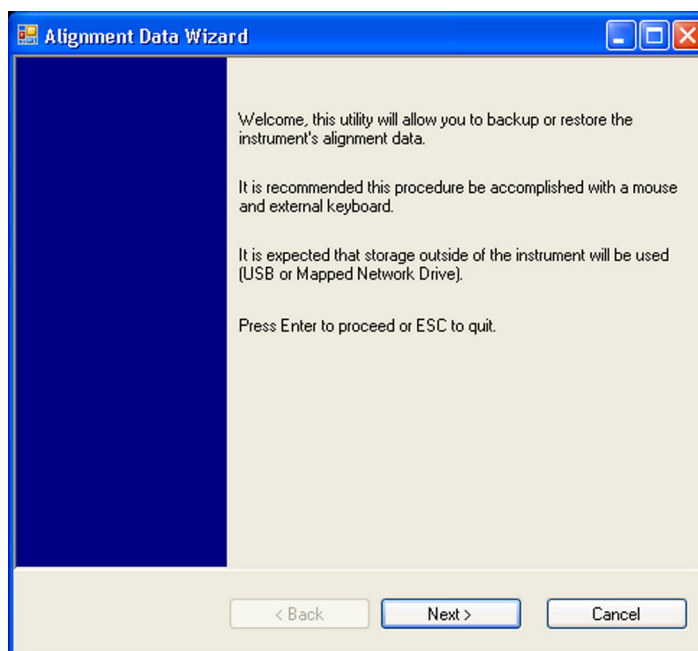 Alignment Data Wizard
Welcome, this utility will allow you to backup or restore the
instrument's alignment data.
It is recommended this procedure be accomplished with a mouse
and external keyboard.
It is expected that storage outside of the instrument will be used
(USB or Mapped Network Drive).
Press Enter to proceed or ESC to quit.
< Back Next > Cancel